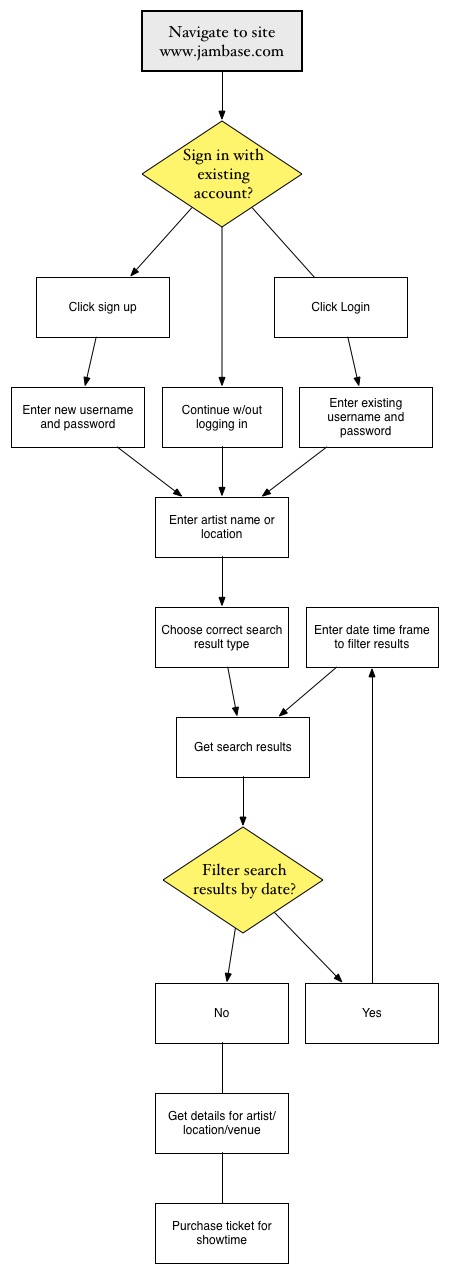 Navigate to site
www.jambase.com
Sign in with
existing
account?
Click sign up
Click Login
Enter new username
and password
Continue w/out
logging in
Enter existing
username and
password
Enter artist name or
location
Choose correct search
result type
Enter date time frame
to filter results
Get search results
Filter search
results by date?
No
Yes
Get details for artist/
location/venue
Purchase ticket for
showtime